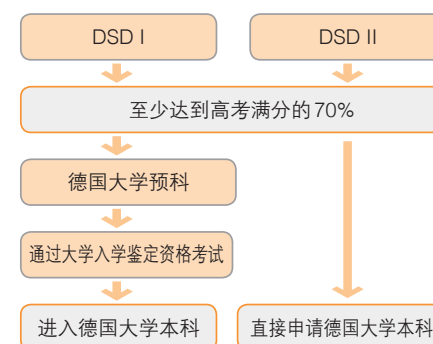 DSD I
DSD II
至少达到高考满分的70%
德国大学预科
通过大学入学鉴定资格考试
进入德国大学本科
直接申请德国大学本科